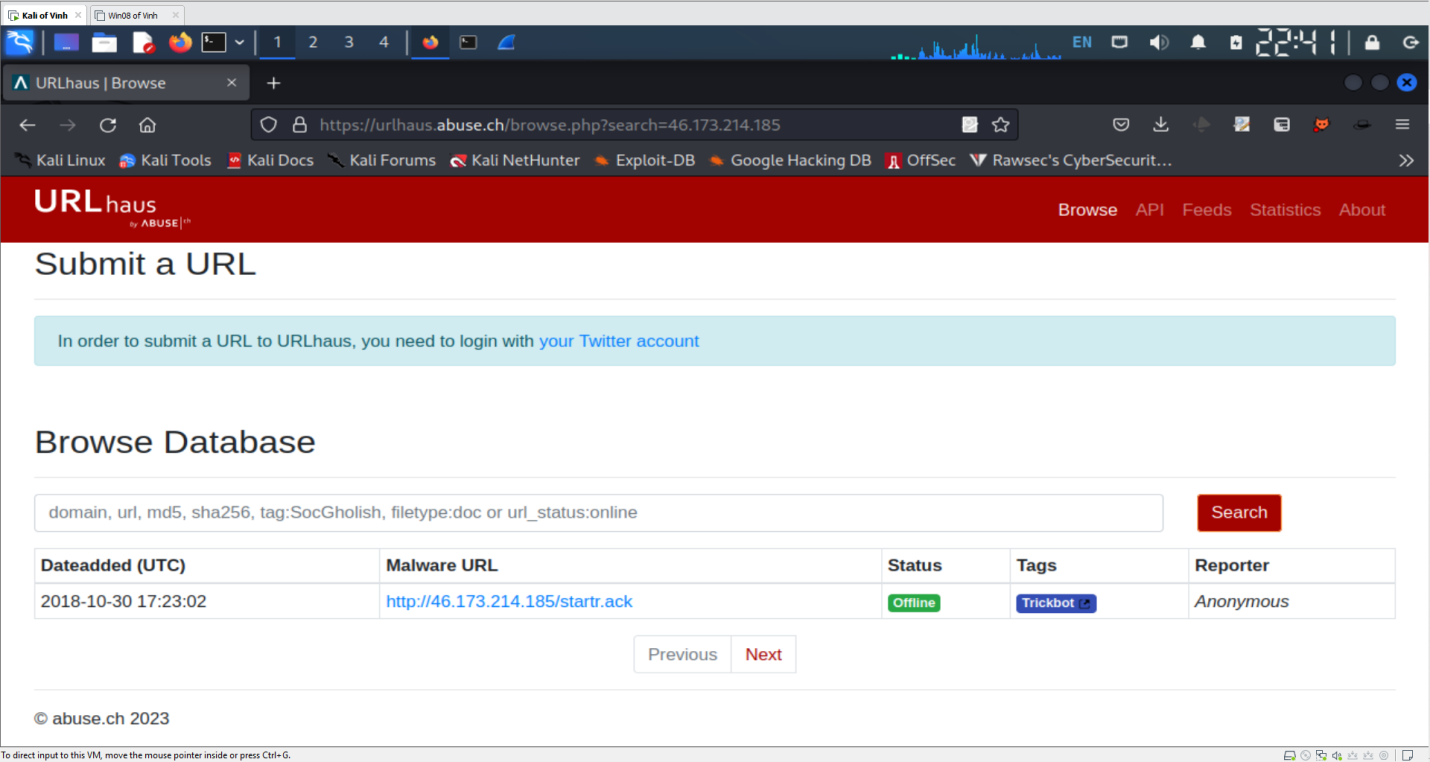 Kali of Vinh × Win08 of Vinh ×
1 2 3 4 EN 22:41
URLhaus | Browse × +
https://urlhaus.abuse.ch/browse.php?search=46.173.214.185
Kali Linux Kali Tools Kali Docs Kali Forums Kali NetHunter Exploit-DB Google Hacking DB OffSec Rawsec's CyberSecurit…
URLhaus
by ABUSE|ch
Browse API Feeds Statistics About
Submit a URL
In order to submit a URL to URLhaus, you need to login with your Twitter account
Browse Database
domain, url, md5, sha256, tag:SocGholish, filetype:doc or url_status:online Search
Dateadded (UTC) Malware URL Status Tags Reporter
2018-10-30 17:23:02 http://46.173.214.185/startr.ack Offline Trickbot Anonymous
Previous Next
© abuse.ch 2023
To direct input to this VM, move the mouse pointer inside or press Ctrl+G.